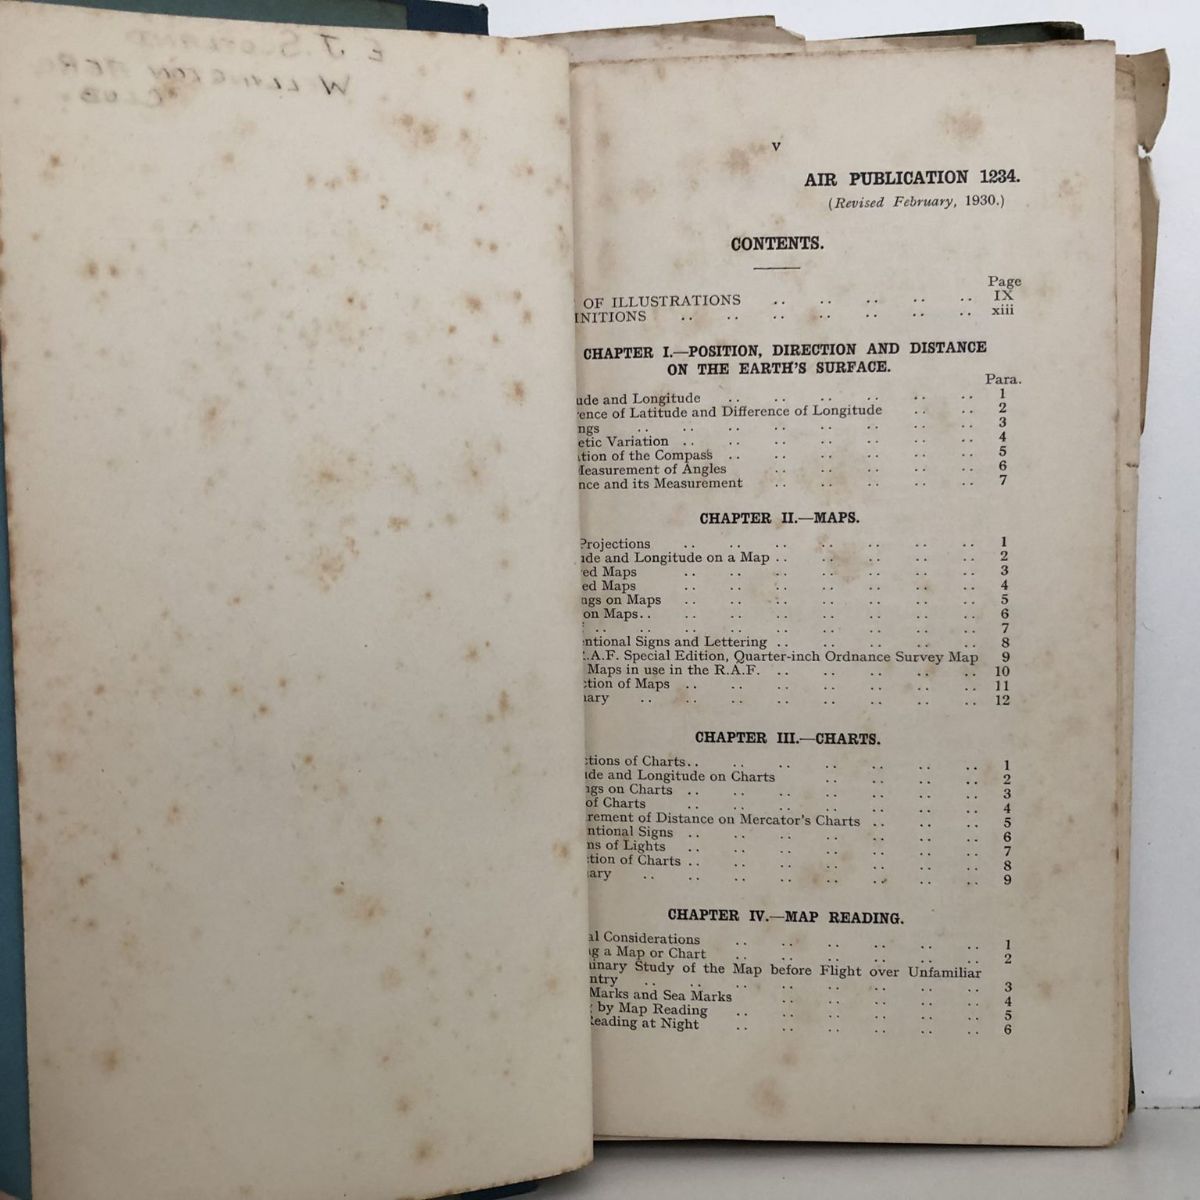 E J SCOTLAND
WELLINGTON AERO
CLUB
v
AIR PUBLICATION 1234.
(Revised February, 1930.)
CONTENTS.
Page
OF ILLUSTRATIONS .. .. .. .. .. IX
INITIONS .. .. .. .. .. .. .. xiii
CHAPTER I.—POSITION, DIRECTION AND DISTANCE
ON THE EARTH'S SURFACE.
Para.
ude and Longitude .. .. .. .. .. .. 1
ence of Latitude and Difference of Longitude .. .. 2
ngs .. .. .. .. .. .. .. .. 3
etic Variation .. .. .. .. .. .. .. 4
tion of the Compass .. .. .. .. .. .. 5
Measurement of Angles .. .. .. .. .. 6
nce and its Measurement .. .. .. .. .. 7
CHAPTER II.—MAPS.
Projections .. .. .. .. .. .. .. 1
ude and Longitude on a Map .. .. .. .. .. 2
ed Maps .. .. .. .. .. .. .. 3
ed Maps .. .. .. .. .. .. .. 4
ngs on Maps .. .. .. .. .. .. .. 5
on Maps .. .. .. .. .. .. .. .. 6
.. .. .. .. .. .. .. .. .. 7
entional Signs and Lettering .. .. .. .. .. 8
.A.F. Special Edition, Quarter-inch Ordnance Survey Map 9
Maps in use in the R.A.F. .. .. .. .. .. 10
ction of Maps .. .. .. .. .. .. .. 11
ary .. .. .. .. .. .. .. .. 12
CHAPTER III.—CHARTS.
ctions of Charts .. .. .. .. .. .. .. 1
ude and Longitude on Charts .. .. .. .. 2
ngs on Charts .. .. .. .. .. .. .. 3
of Charts .. .. .. .. .. .. .. 4
rement of Distance on Mercator's Charts .. .. .. 5
ntional Signs .. .. .. .. .. .. .. 6
ns of Lights .. .. .. .. .. .. .. 7
ction of Charts .. .. .. .. .. .. .. 8
ary .. .. .. .. .. .. .. .. 9
CHAPTER IV.—MAP READING.
al Considerations .. .. .. .. .. .. 1
g a Map or Chart .. .. .. .. .. .. 2
inary Study of the Map before Flight over Unfamiliar
ntry .. .. .. .. .. .. .. .. 3
Marks and Sea Marks .. .. .. .. .. 4
by Map Reading .. .. .. .. .. .. 5
Reading at Night .. .. .. .. .. .. 6